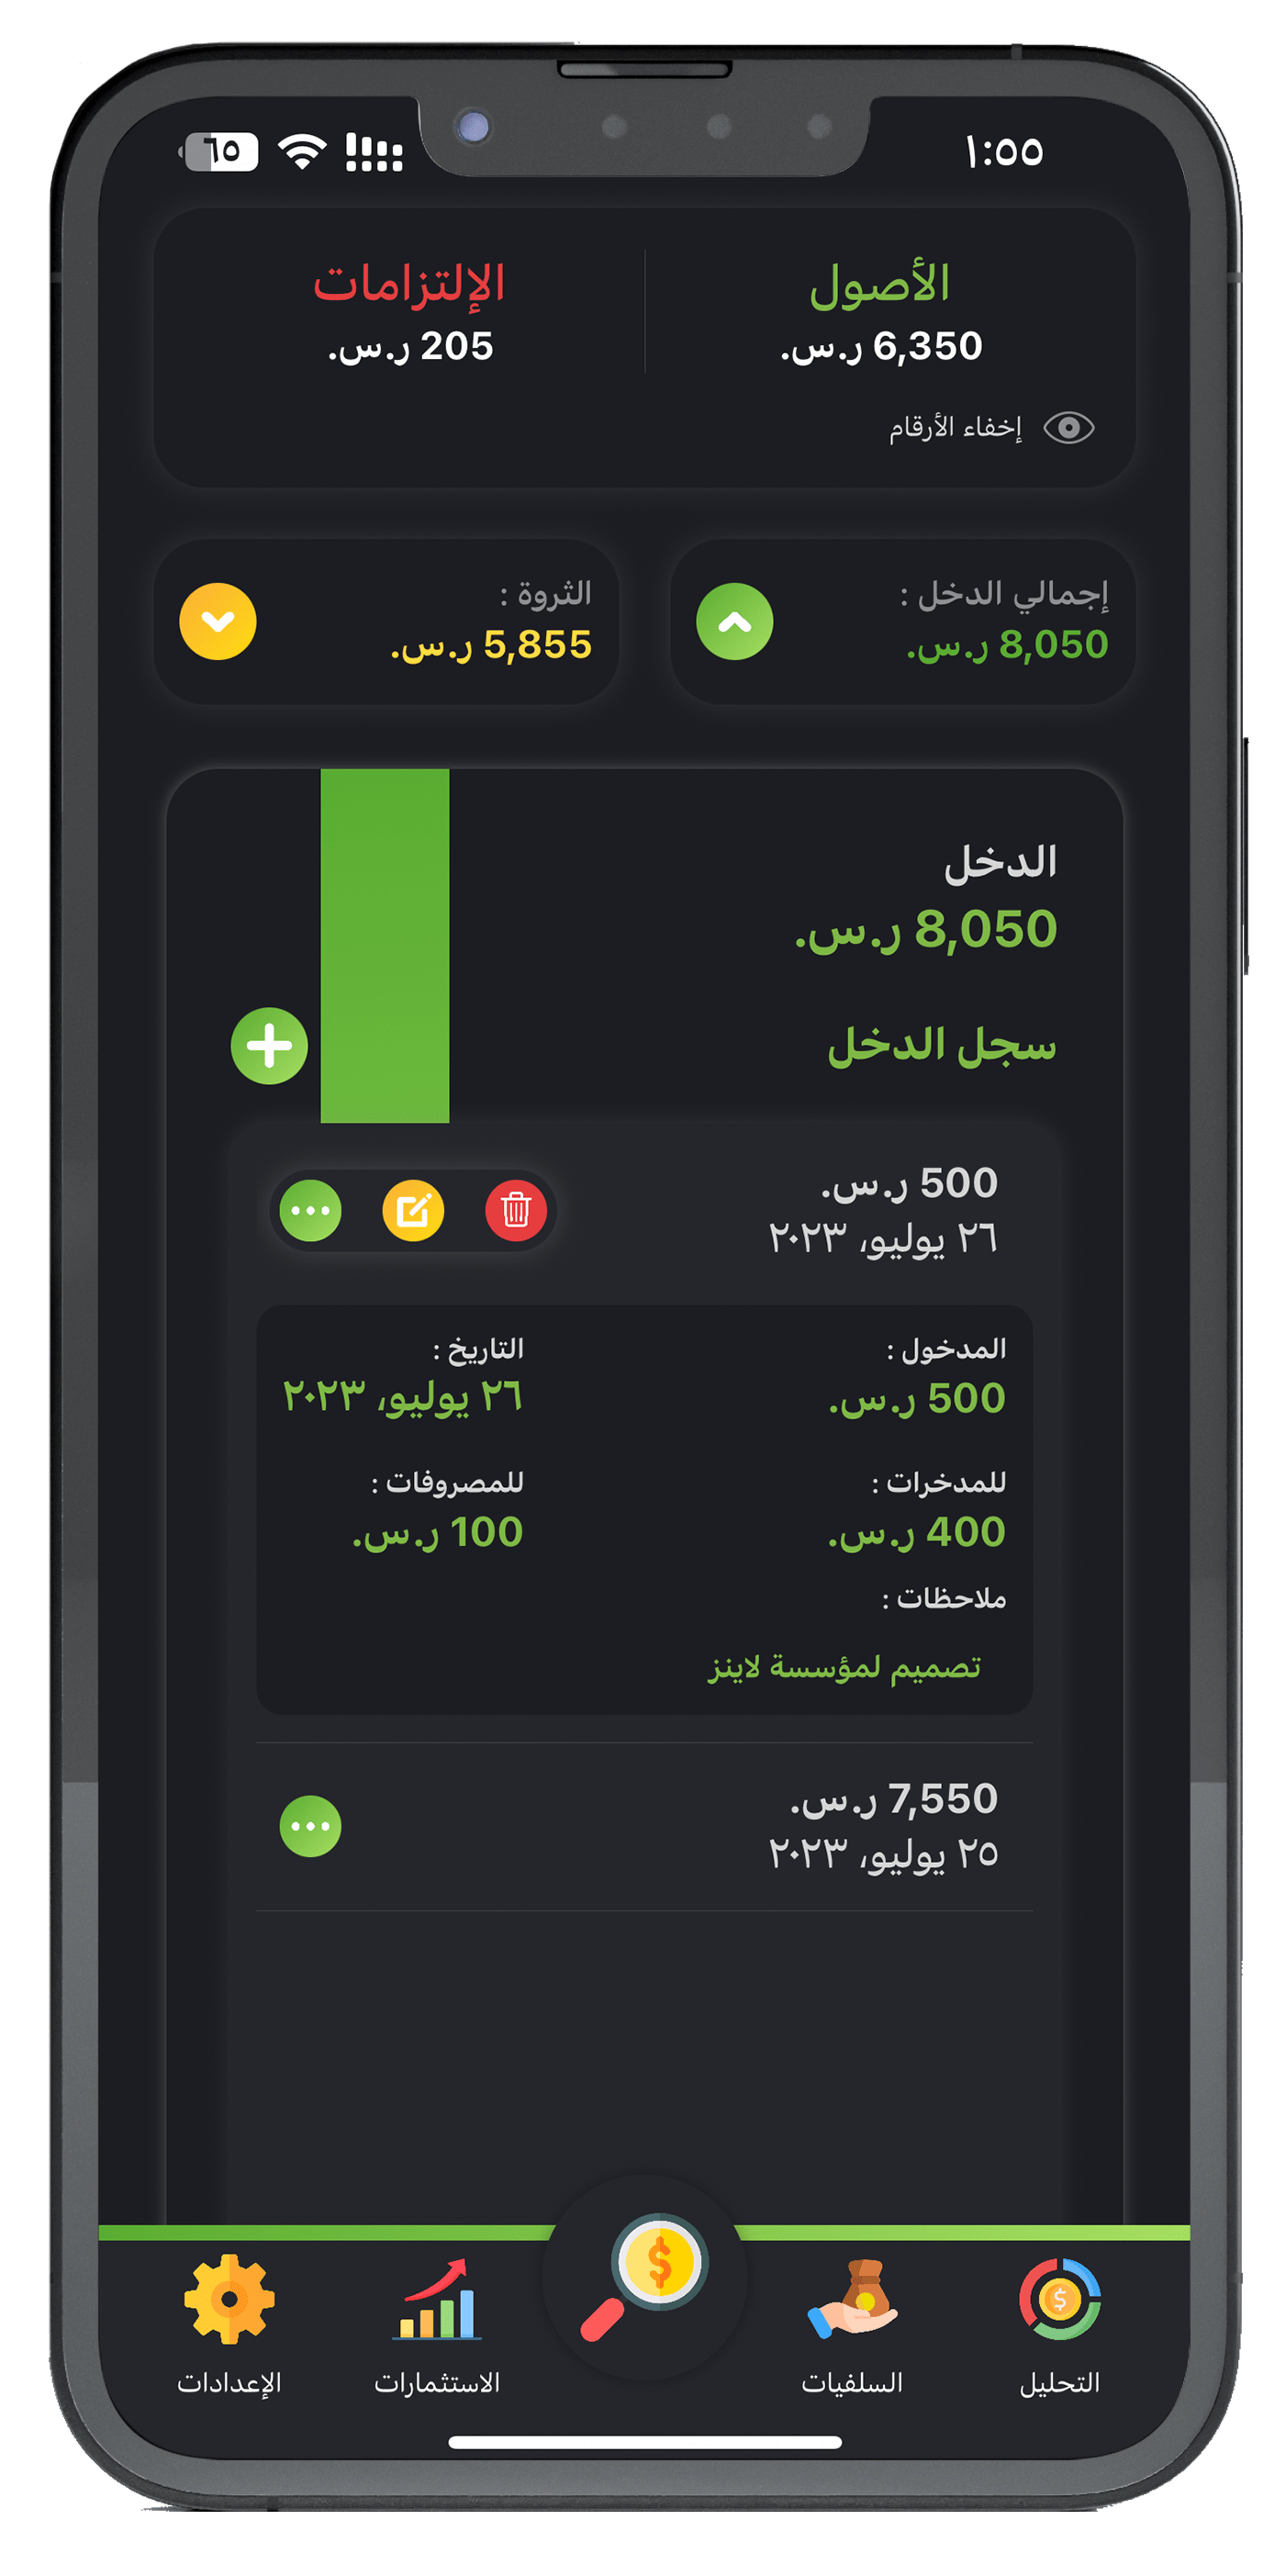 ١:٥٥
٦٥
الأصول
6,350 ر.س.
الإلتزامات
205 ر.س.
إخفاء الأرقام
إجمالي الدخل :
8,050 ر.س.
الثروة :
5,855 ر.س.
الدخل
8,050 ر.س.
سجل الدخل
500 ر.س.
٢٦ يوليو، ٢٠٢٣
المدخول :
500 ر.س.
التاريخ :
٢٦ يوليو، ٢٠٢٣
للمدخرات :
400 ر.س.
للمصروفات :
100 ر.س.
ملاحظات :
تصميم لمؤسسة لاينز
7,550 ر.س.
٢٥ يوليو، ٢٠٢٣
التحليل
السلفيات
الاستثمارات
الإعدادات